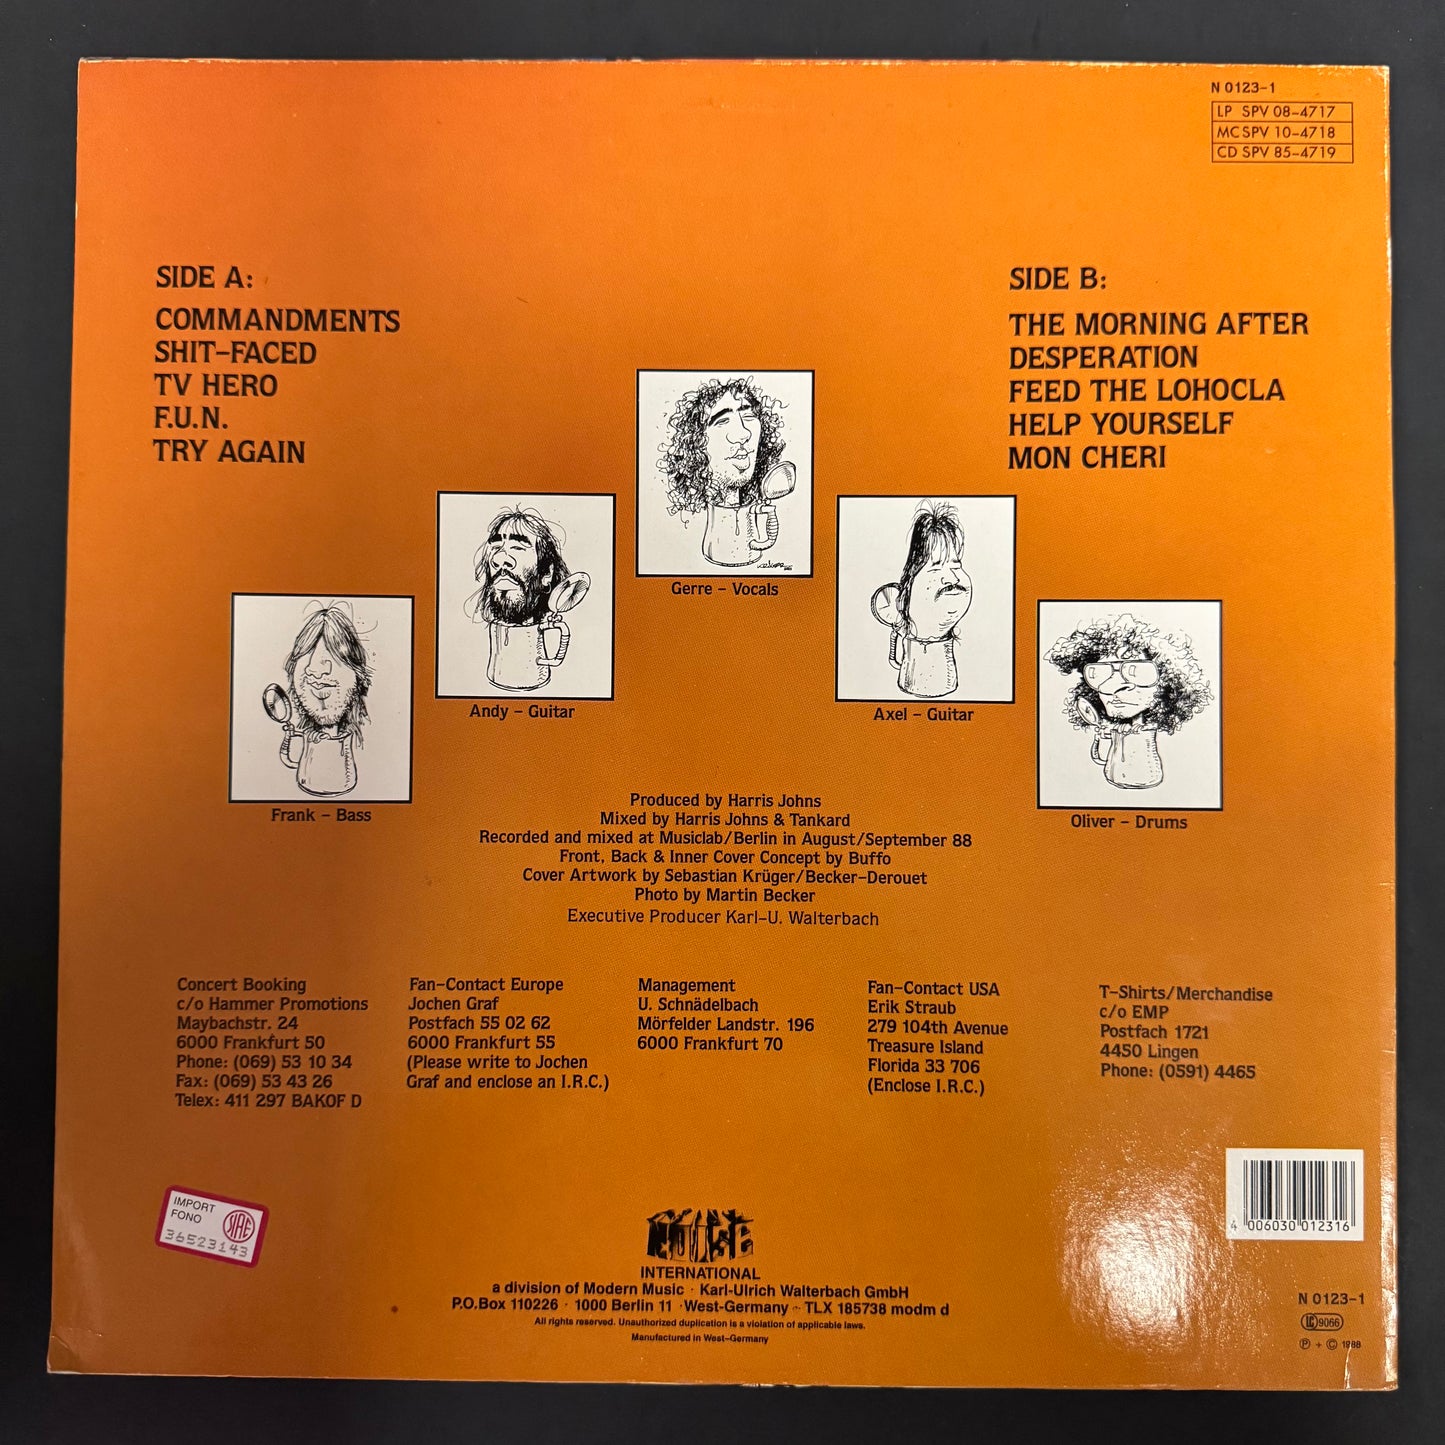 N 0123-1
LP SPV 08-4717
MC SPV 10-4718
CD SPV 85-4719
SIDE A:
COMMANDMENTS
SHIT-FACED
TV HERO
F.U.N.
TRY AGAIN
SIDE B:
THE MORNING AFTER
DESPERATION
FEED THE LOHOCLA
HELP YOURSELF
MON CHERI
Gerre - Vocals
Andy - Guitar
Axel - Guitar
Frank - Bass
Oliver - Drums
Produced by Harris Johns
Mixed by Harris Johns & Tankard
Recorded and mixed at Musiclab/Berlin in August/September 88
Front, Back & Inner Cover Concept by Buffo
Cover Artwork by Sebastian Krüger/Becker-Derouet
Photo by Martin Becker
Executive Producer Karl-U. Walterbach
Concert Booking
c/o Hammer Promotions
Maybachstr. 24
6000 Frankfurt 50
Phone: (069) 53 10 34
Fax: (069) 53 43 26
Telex: 411 297 BAKOF D
Fan-Contact Europe
Jochen Graf
Postfach 55 02 62
6000 Frankfurt 55
(Please write to Jochen
Graf and enclose an I.R.C.)
Management
U. Schnädelbach
Mörfelder Landstr. 196
6000 Frankfurt 70
Fan-Contact USA
Erik Straub
279 104th Avenue
Treasure Island
Florida 33 706
(Enclose I.R.C.)
T-Shirts/Merchandise
c/o EMP
Postfach 1721
4450 Lingen
Phone: (0591) 4465
IMPORT
FONO
SIAE
36523143
NOISE
INTERNATIONAL
a division of Modern Music · Karl-Ulrich Walterbach GmbH
P.O.Box 110226 · 1000 Berlin 11 · West-Germany - TLX 185738 modm d
All rights reserved. Unauthorized duplication is a violation of applicable laws.
Manufactured in West-Germany
4 006030 012316
N 0123-1
LC 9066
℗ + © 1988